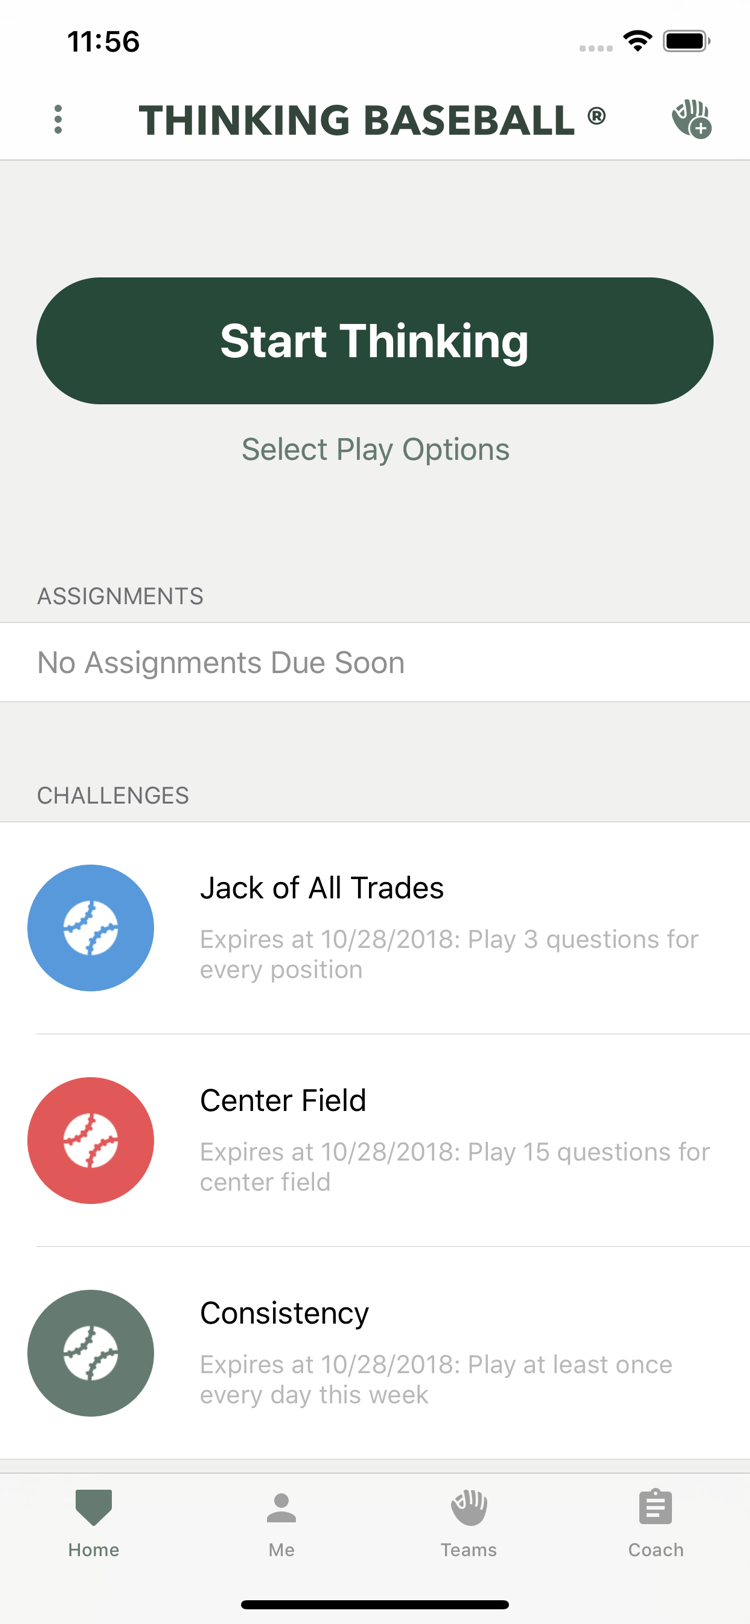 11:56
THINKING BASEBALL ®
Start Thinking
Select Play Options
ASSIGNMENTS
No Assignments Due Soon
CHALLENGES
Jack of All Trades
Expires at 10/28/2018: Play 3 questions for
every position
Center Field
Expires at 10/28/2018: Play 15 questions for
center field
Consistency
Expires at 10/28/2018: Play at least once
every day this week
Home Me Teams Coach